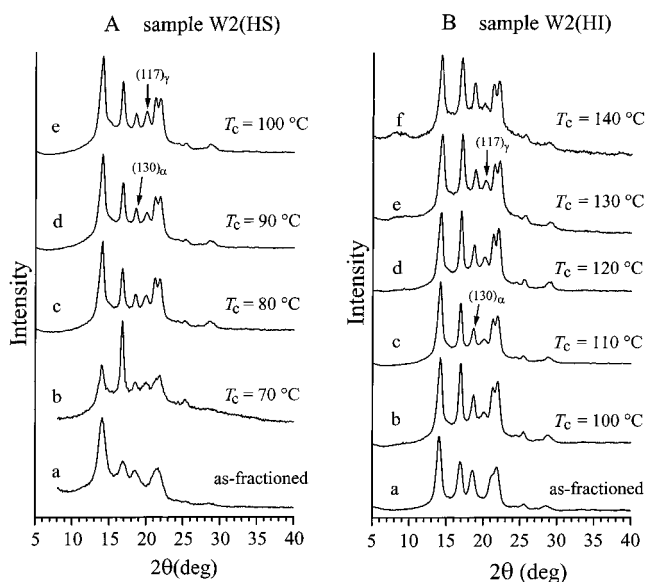 A sample W2(HS)
(117)γ
e Tc = 100 °C
(130)α
d Tc = 90 °C
c Tc = 80 °C
b Tc = 70 °C
a as-fractioned
Intensity
5 10 15 20 25 30 35 40
2θ(deg)
B sample W2(HI)
f Tc = 140 °C
(117)γ
e Tc = 130 °C
d Tc = 120 °C
(130)α
c Tc = 110 °C
b Tc = 100 °C
a as-fractioned
Intensity
5 10 15 20 25 30 35 40
2θ(deg)